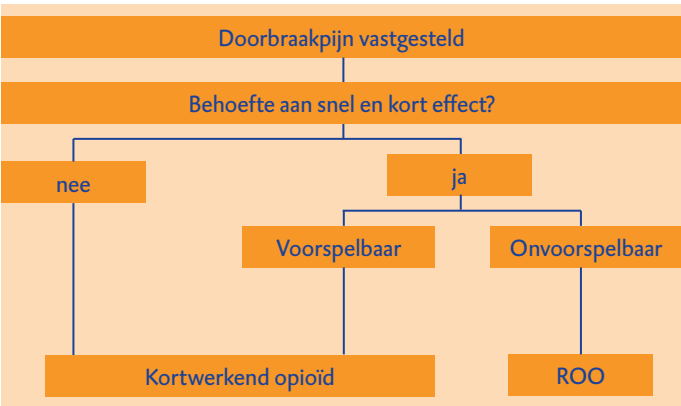 Doorbraakpijn vastgesteld
Behoefte aan snel en kort effect?
nee
ja
Voorspelbaar
Onvoorspelbaar
Kortwerkend opioïd
ROO